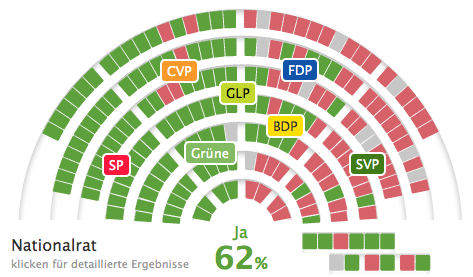 CVP
FDP
GLP
BDP
Grüne
SP
SVP
Ja
62%
Nationalrat
klicken für detaillierte Ergebnisse